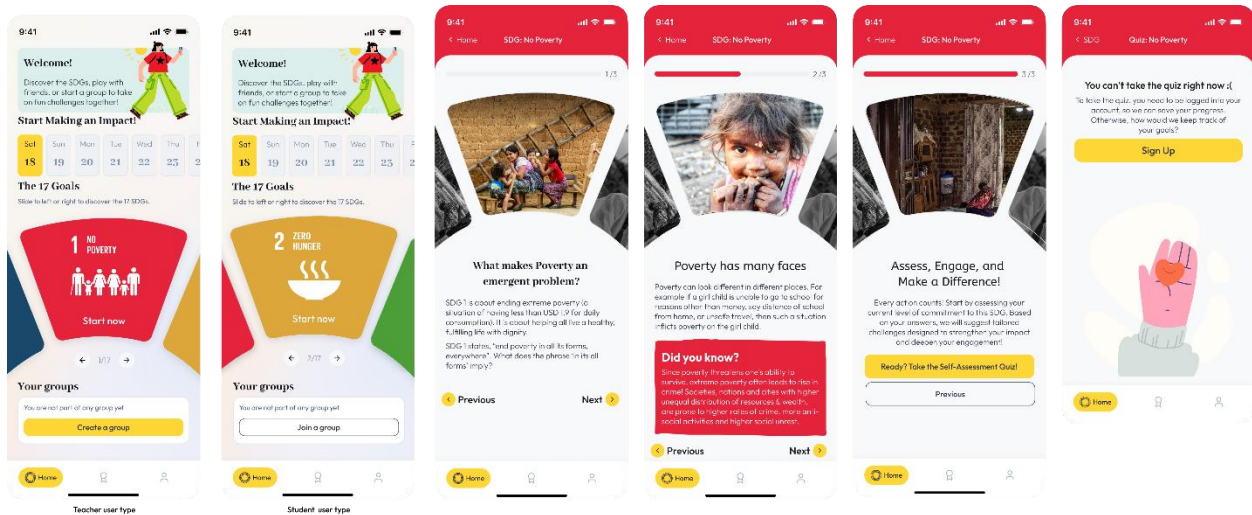 9:41
Welcome!
Discover the SDGs, play with
friends, or start a group to take
on fun challenges together!
Start Making an Impact!
Sat Sun Mon Tue Wed Thu F
18 19 20 21 22 23 2
The 17 Goals
Slide to left or right to discover the 17 SDGs.
1 NO
POVERTY
Start now
1/17
Your groups
You are not part of any group yet
Create a group
Home
Teacher user type
9:41
Welcome!
Discover the SDGs, play with
friends, or start a group to take
on fun challenges together!
Start Making an Impact!
Sat Sun Mon Tue Wed Thu F
18 19 20 21 22 23 2
The 17 Goals
Slide to left or right to discover the 17 SDGs.
2 ZERO
HUNGER
Start now
2/17
Your groups
You are not part of any group yet
Join a group
Home
Student user type
9:41
< Home SDG: No Poverty
1/3
What makes Poverty an
emergent problem?
SDG 1 is about ending extreme poverty (a
situation of having less than USD 1.9 for daily
consumption). It is about helping all live a healthy,
fulfilling life with dignity.
SDG 1 states, "end poverty in all its forms,
everywhere". What does the phrase 'in its all
forms' imply?
< Previous Next >
Home
9:41
< Home SDG: No Poverty
2/3
Poverty has many faces
Poverty can look different in different places. For
example if a girl child is unable to go to school for
reasons other than money, say distance of school
from home, or unsafe travel, then such a situation
inflicts poverty on the girl child.
Did you know?
Since poverty threatens one's ability to
survive, extreme poverty often leads to rise in
crime! Societies, nations and cities with higher
unequal distribution of resources & wealth,
are prone to higher rates of crime, more anti-
social activities and higher social unrest.
< Previous Next >
Home
9:41
< Home SDG: No Poverty
3/3
Assess, Engage, and
Make a Difference!
Every action counts! Start by assessing your
current level of commitment to this SDG. Based
on your answers, we will suggest tailored
challenges designed to strengthen your impact
and deepen your engagement!
Ready? Take the Self-Assessment Quiz!
Previous
Home
9:41
< SDG Quiz: No Poverty
You can't take the quiz right now :(
To take the quiz, you need to be logged into your
account, so we can save your progress.
Otherwise, how would we keep track of
your goals?
Sign Up
Home